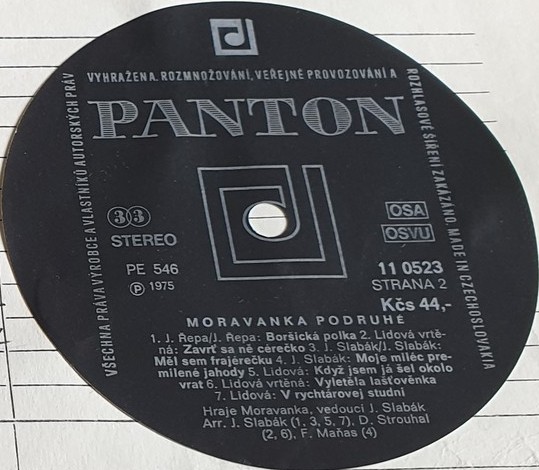 VYHRAŽENA. ROZMNOŽOVÁNÍ, VEŘEJNÉ PROVOZOVÁNÍ A
ROZHLASOVÉ ŠÍŘENÍ ZAKÁZÁNO. MADE IN CZECHOSLOVAKIA
VŠECHNA PRÁVA VÝROBCE A VLASTNÍKŮ AUTORSKÝCH PRÁV
PANTON
33
STEREO
PE 546
Ⓟ 1975
OSA
OSVU
11 0523
STRANA 2
Kčs 44,-
MORAVANKA PODRUHÉ
1. J. Řepa/J. Řepa: Boršická polka 2. Lidová vrtě-
ná: Zavrť sa ně cérečko 3. J. Slabák/J. Slabák:
Měl sem frajérečku 4. J. Slabák: Moje miléc pre-
milené jahody 5. Lidová: Když jsem já šel okolo
vrat 6. Lidová vrtěná: Vyletěla lašťověnka
7. Lidová: V rychtárovej studni
Hraje Moravanka, vedoucí J. Slabák
Arr. J. Slabák (1, 3, 5, 7), D. Strouhal
(2, 6), F. Maňas (4)